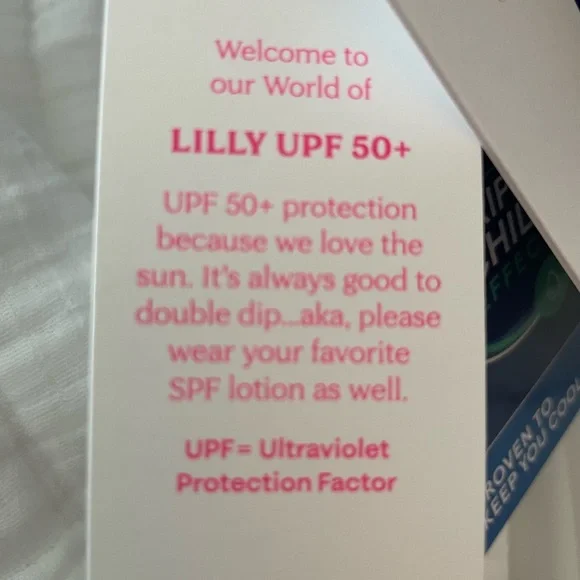 Welcome to
our World of
LILLY UPF 50+
UPF 50+ protection
because we love the
sun. It's always good to
double dip...aka, please
wear your favorite
SPF lotion as well.
UPF= Ultraviolet
Protection Factor
KEEP YOU COOL